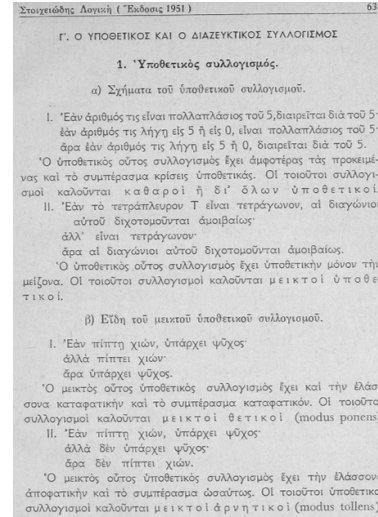 Στοιχειώδης Λογικὴ ( Ἔκδοσις 1951 ) 63
Γ´. Ο ΥΠΟΘΕΤΙΚΟΣ ΚΑΙ Ο ΔΙΑΖΕΥΚΤΙΚΟΣ ΣΥΛΛΟΓΙΣΜΟΣ
1. Ὑποθετικὸς συλλογισμός.
α) Σχήματα τοῦ ὑποθετικοῦ συλλογισμοῦ.
I. Ἐὰν ἀριθμός τις εἶναι πολλαπλάσιος τοῦ 5, διαιρεῖται διὰ τοῦ 5·
ἐὰν ἀριθμός τις λήγῃ εἰς 5 ἢ εἰς 0, εἶναι πολλαπλάσιος τοῦ 5·
ἄρα ἐὰν ἀριθμός τις λήγῃ εἰς 5 ἢ 0, διαιρεῖται διὰ τοῦ 5.
Ὁ ὑποθετικὸς οὗτος συλλογισμὸς ἔχει ἀμφοτέρας τὰς προκειμέ-
νας καὶ τὸ συμπέρασμα κρίσεις ὑποθετικάς. Οἱ τοιοῦτοι συλλογι-
σμοὶ καλοῦνται καθαροὶ ἢ δι' ὅλων ὑποθετικοί.
II. Ἐὰν τὸ τετράπλευρον Τ εἶναι τετράγωνον, αἱ διαγώνιοι
αὐτοῦ διχοτομοῦνται ἀμοιβαίως·
ἀλλ' εἶναι τετράγωνον·
ἄρα αἱ διαγώνιοι αὐτοῦ διχοτομοῦνται ἀμοιβαίως.
Ὁ ὑποθετικὸς οὗτος συλλογισμὸς ἔχει ὑποθετικὴν μόνον τὴν
μείζονα. Οἱ τοιοῦτοι συλλογισμοὶ καλοῦνται μεικτοὶ ὑποθε-
τικοί.
β) Εἴδη τοῦ μεικτοῦ ὑποθετικοῦ συλλογισμοῦ.
I. Ἐὰν πίπτῃ χιών, ὑπάρχει ψῦχος·
ἀλλὰ πίπτει χιών·
ἄρα ὑπάρχει ψῦχος.
Ὁ μεικτὸς οὗτος ὑποθετικὸς συλλογισμὸς ἔχει καὶ τὴν ἐλάσ-
σονα καταφατικὴν καὶ τὸ συμπέρασμα καταφατικόν. Οἱ τοιοῦτοι
συλλογισμοὶ καλοῦνται μεικτοὶ θετικοί (modus ponens)
II. Ἐὰν πίπτῃ χιών, ὑπάρχει ψῦχος·
ἀλλὰ δὲν ὑπάρχει ψῦχος·
ἄρα δὲν πίπτει χιών.
Ὁ μεικτὸς οὗτος ὑποθετικὸς συλλογισμὸς ἔχει τὴν ἐλάσσονα
ἀποφατικὴν καὶ τὸ συμπέρασμα ὡσαύτως. Οἱ τοιοῦτοι ὑποθετικοὶ
συλλογισμοὶ καλοῦνται μεικτοὶ ἀρνητικοί (modus tollens)